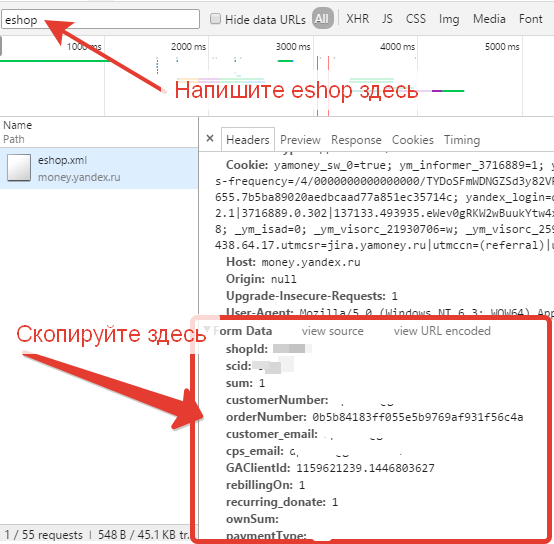 eshop
Hide data URLs
All
XHR
JS
CSS
Img
Media
Font
1000 ms
2000 ms
3000 ms
4000 ms
5000 ms
Напишите eshop здесь
Name
Path
eshop.xml
money.yandex.ru
× Headers Preview Response Cookies Timing
Cookie: yamoney_sw_0=true; ym_informer_3716889=1;
s-frequency=/4/0000000000000000/TYDoSFmWDNGZSd3y82VF
655.7b5ba89020aedbcaad77a851ec35714c; yandex_login=
2.1|3716889.0.302|137133.493935.eWev0gRKW2wBuukYtw4x
8; _ym_isad=0; _ym_visorc_21930706=w; _ym_visorc_259
438.64.17.utmcsr=jira.yamoney.ru|utmccn=(referral)|
Host: money.yandex.ru
Origin: null
Upgrade-Insecure-Requests: 1
User-Agent: Mozilla/5.0 (Windows NT 6.3; WOW64)
Скопируйте здесь
Form Data view source view URL encoded
shopId:
scid:
sum: 1
customerNumber:
orderNumber: 0b5b84183ff055e5b9769af931f56c4a
customer_email:
cps_email:
GAClientId: 1159621239.1446803627
rebillingOn: 1
recurring_donate: 1
ownSum:
paymentType:
1 / 55 requests | 548 B / 45.1 KB